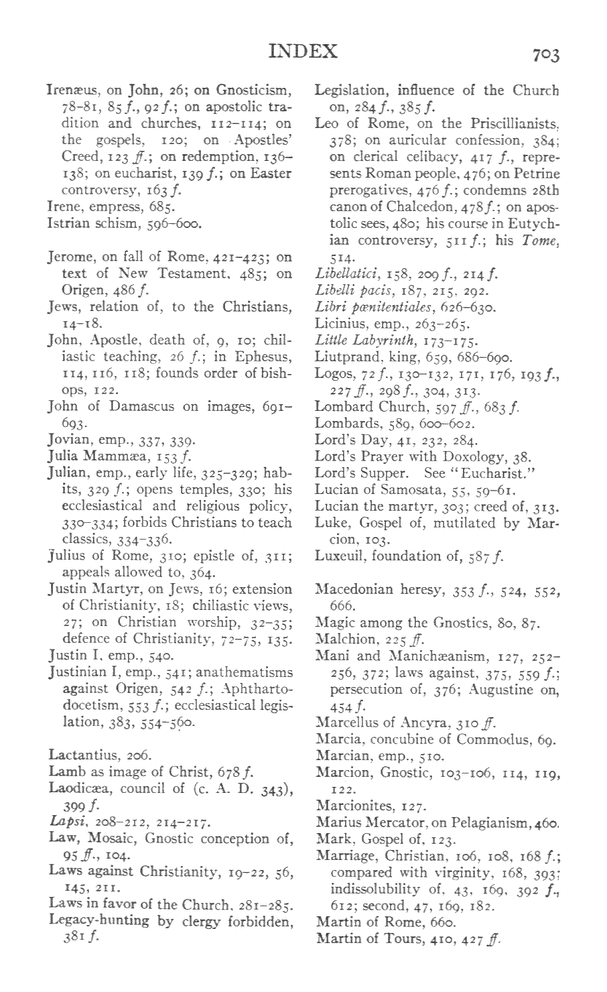 INDEX 703
Irenæus, on John, 26; on Gnosticism,
78–81, 85 f., 92 f.; on apostolic tra-
dition and churches, 112–114; on
the gospels, 120; on Apostles'
Creed, 123 ff.; on redemption, 136–
138; on eucharist, 139 f.; on Easter
controversy, 163 f.
Irene, empress, 685.
Istrian schism, 596–600.
Jerome, on fall of Rome, 421–423; on
text of New Testament, 485; on
Origen, 486 f.
Jews, relation of, to the Christians,
14–18.
John, Apostle, death of, 9, 10; chil-
iastic teaching, 26 f.; in Ephesus,
114, 116, 118; founds order of bish-
ops, 122.
John of Damascus on images, 691–
693.
Jovian, emp., 337, 339.
Julia Mammæa, 153 f.
Julian, emp., early life, 325–329; hab-
its, 329 f.; opens temples, 330; his
ecclesiastical and religious policy,
330–334; forbids Christians to teach
classics, 334–336.
Julius of Rome, 310; epistle of, 311;
appeals allowed to, 364.
Justin Martyr, on Jews, 16; extension
of Christianity, 18; chiliastic views,
27; on Christian worship, 32–35;
defence of Christianity, 72–75, 135.
Justin I, emp., 540.
Justinian I, emp., 541; anathematisms
against Origen, 542 f.; Aphtharto-
docetism, 553 f.; ecclesiastical legis-
lation, 383, 554–560.
Lactantius, 206.
Lamb as image of Christ, 678 f.
Laodicæa, council of (c. A. D. 343),
399 f.
Lapsi, 208–212, 214–217.
Law, Mosaic, Gnostic conception of,
95 ff., 104.
Laws against Christianity, 19–22, 56,
145, 211.
Laws in favor of the Church, 281–285.
Legacy-hunting by clergy forbidden,
381 f.
Legislation, influence of the Church
on, 284 f., 385 f.
Leo of Rome, on the Priscillianists,
378; on auricular confession, 384;
on clerical celibacy, 417 f., repre-
sents Roman people, 476; on Petrine
prerogatives, 476 f.; condemns 28th
canon of Chalcedon, 478 f.; on apos-
tolic sees, 480; his course in Eutych-
ian controversy, 511 f.; his Tome,
514.
Libellatici, 158, 209 f., 214 f.
Libelli pacis, 187, 215, 292.
Libri pœnitentiales, 626–630.
Licinius, emp., 263–265.
Little Labyrinth, 173–175.
Liutprand, king, 659, 686–690.
Logos, 72 f., 130–132, 171, 176, 193 f.,
227 ff., 298 f., 304, 313.
Lombard Church, 597 ff., 683 f.
Lombards, 589, 600–602.
Lord's Day, 41, 232, 284.
Lord's Prayer with Doxology, 38.
Lord's Supper. See "Eucharist."
Lucian of Samosata, 55, 59–61.
Lucian the martyr, 303; creed of, 313.
Luke, Gospel of, mutilated by Mar-
cion, 103.
Luxeuil, foundation of, 587 f.
Macedonian heresy, 353 f., 524, 552,
666.
Magic among the Gnostics, 80, 87.
Malchion, 225 ff.
Mani and Manichæanism, 127, 252–
256, 372; laws against, 375, 559 f.;
persecution of, 376; Augustine on,
454 f.
Marcellus of Ancyra, 310 ff.
Marcia, concubine of Commodus, 69.
Marcian, emp., 510.
Marcion, Gnostic, 103–106, 114, 119,
122.
Marcionites, 127.
Marius Mercator, on Pelagianism, 460.
Mark, Gospel of, 123.
Marriage, Christian, 106, 108, 168 f.;
compared with virginity, 168, 393;
indissolubility of, 43, 169, 392 f.,
612; second, 47, 169, 182.
Martin of Rome, 660.
Martin of Tours, 410, 427 ff.